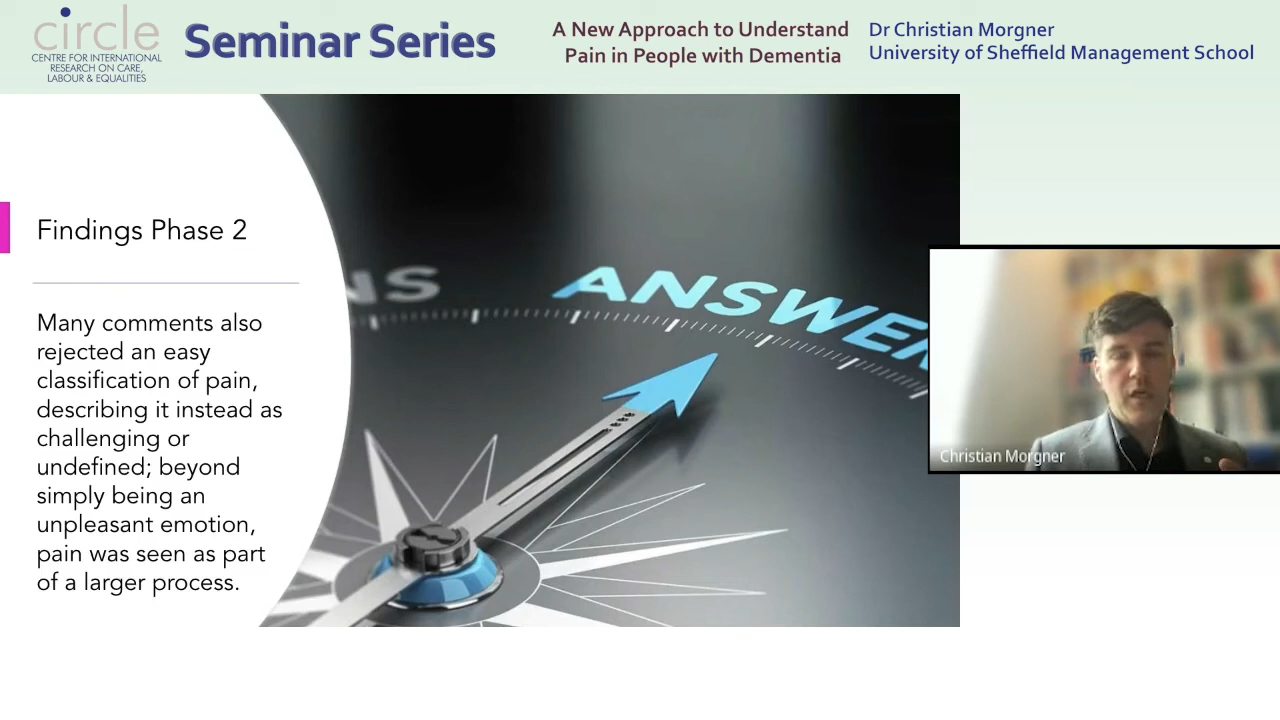 circle
CENTRE FOR INTERNATIONAL
RESEARCH ON CARE,
LABOUR & EQUALITIES
Seminar Series
A New Approach to Understand
Pain in People with Dementia
Dr Christian Morgner
University of Sheffield Management School
Findings Phase 2
Many comments also
rejected an easy
classification of pain,
describing it instead as
challenging or
undefined; beyond
simply being an
unpleasant emotion,
pain was seen as part
of a larger process.
NS
ANSWER
Christian Morgner